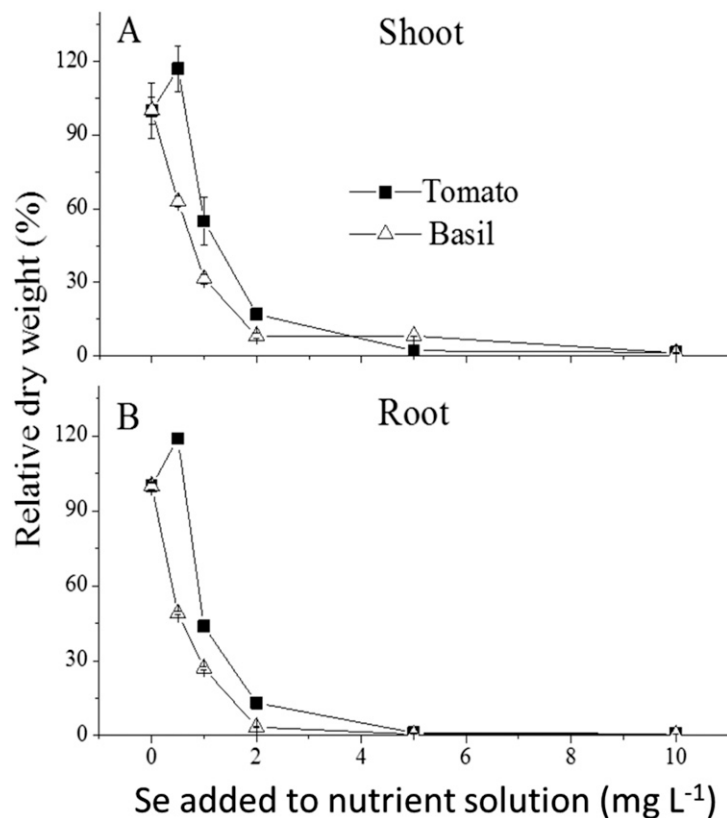 A
Shoot
120
90
60
30
0
Tomato
Basil
B
Root
120
90
60
30
0
0
2
4
6
8
10
Relative dry weight (%)
Se added to nutrient solution (mg L⁻¹)